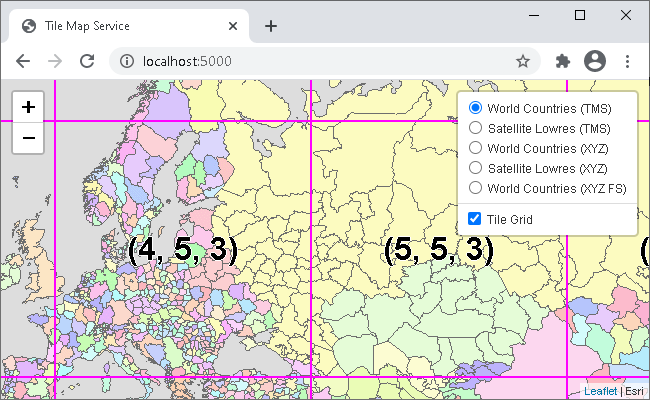 Tile Map Service
localhost:5000
+
−
World Countries (TMS)
Satellite Lowres (TMS)
World Countries (XYZ)
Satellite Lowres (XYZ)
World Countries (XYZ FS)
Tile Grid
(4, 5, 3)
(5, 5, 3)
(
Leaflet | Esri